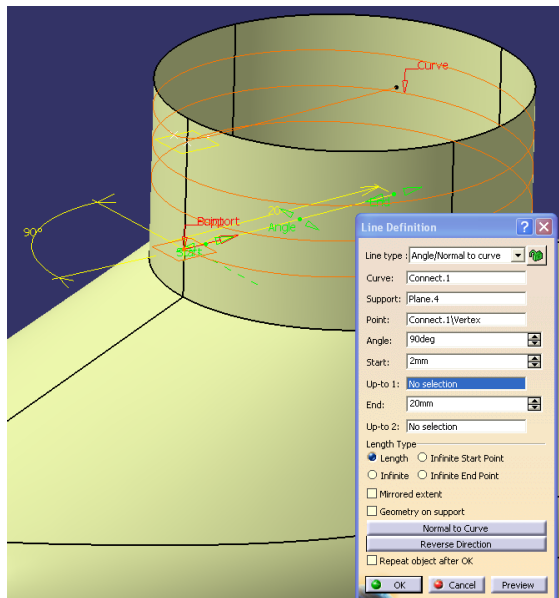 Curve
20
Support
Angle
Start
90°
Line Definition
Line type : Angle/Normal to curve
Curve: Connect.1
Support: Plane.4
Point: Connect.1\Vertex
Angle: 90deg
Start: 2mm
Up-to 1: No selection
End: 20mm
Up-to 2: No selection
Length Type
Length Infinite Start Point
Infinite Infinite End Point
Mirrored extent
Geometry on support
Normal to Curve
Reverse Direction
Repeat object after OK
OK Cancel Preview